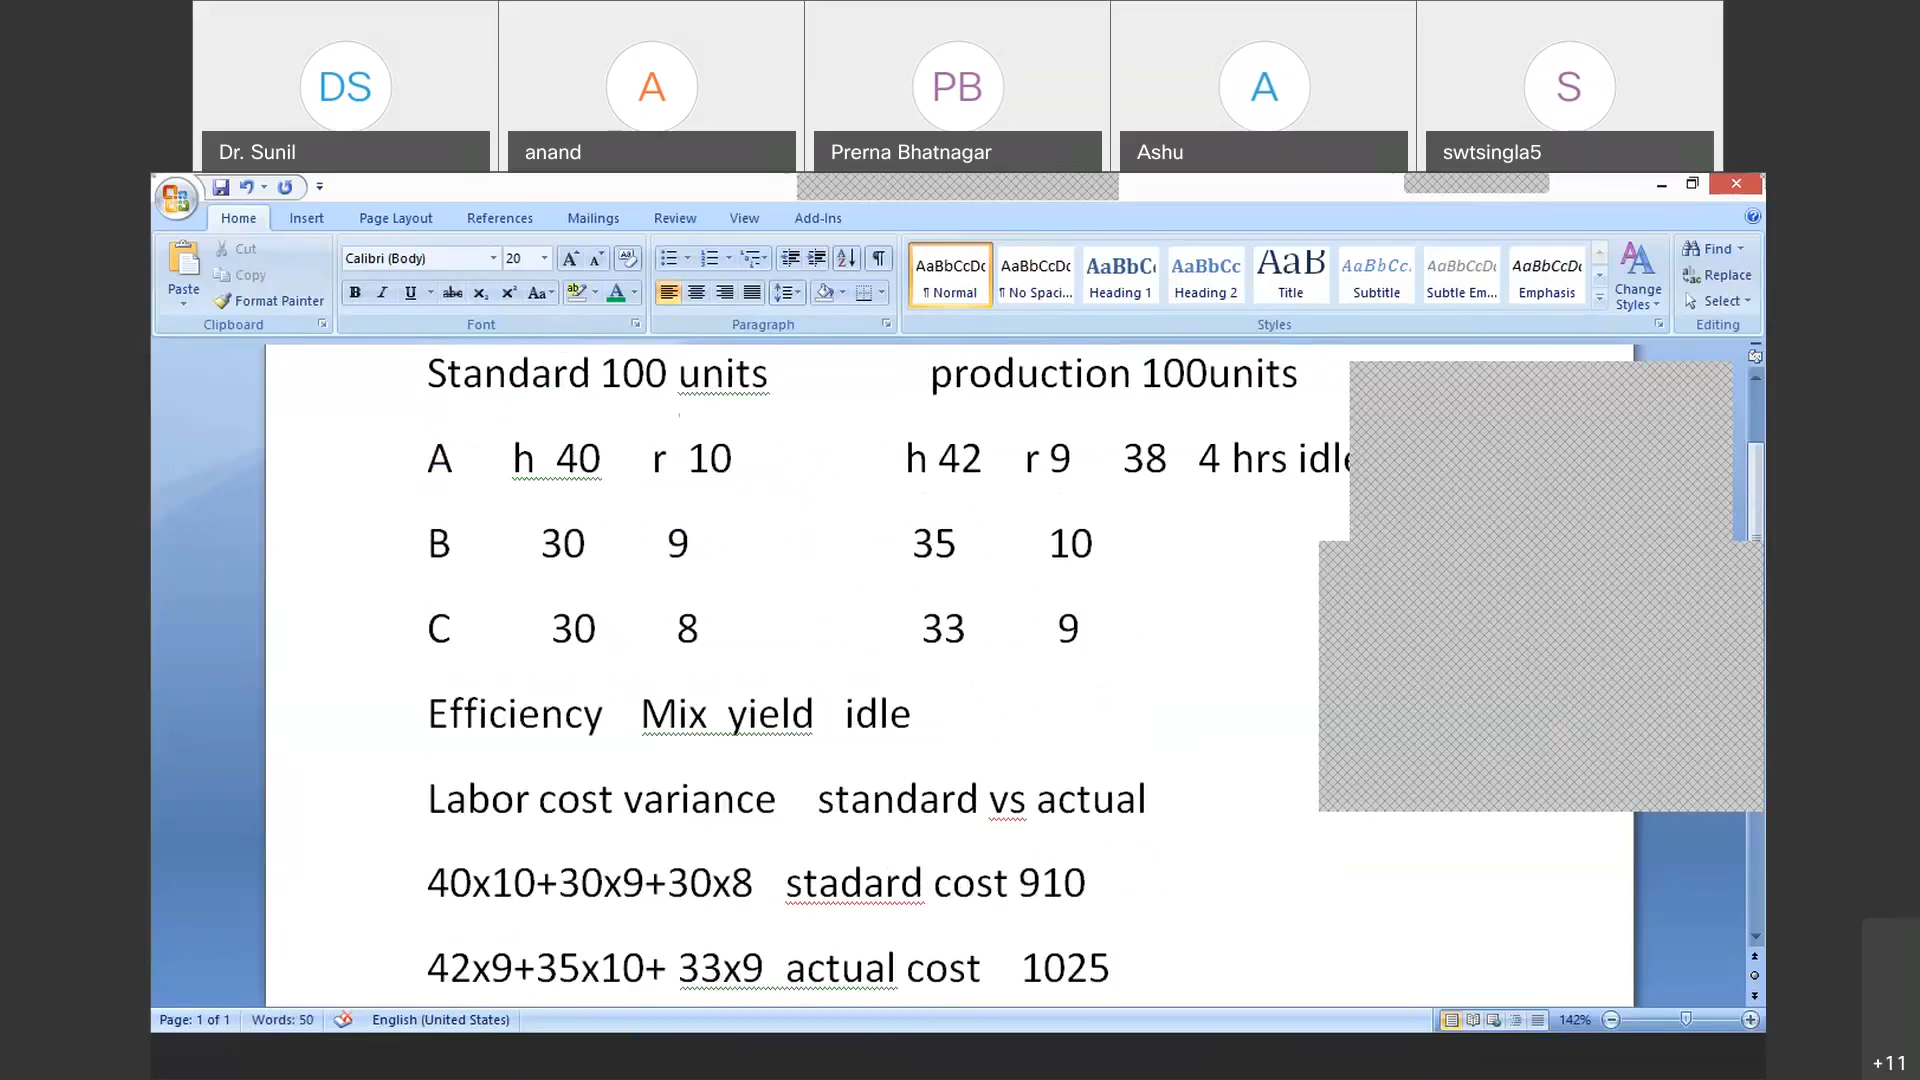 DS A PB A S
Dr. Sunil anand Prerna Bhatnagar Ashu swtsingla5
Home Insert Page Layout References Mailings Review View Add-Ins
Paste Cut Copy Format Painter Clipboard
Calibri (Body) 20 Font
Paragraph
AaBbCcDc AaBbCcDc AaBbC AaBbCc AaB AaBbCc. AaBbCcDc AaBbCcDc
¶ Normal ¶ No Spaci... Heading 1 Heading 2 Title Subtitle Subtle Em... Emphasis
Change Styles Styles
Find Replace Select Editing
Standard 100 units production 100units
A h 40 r 10 h 42 r 9 38 4 hrs idle
B 30 9 35 10
C 30 8 33 9
Efficiency Mix yield idle
Labor cost variance standard vs actual
40x10+30x9+30x8 stadard cost 910
42x9+35x10+ 33x9 actual cost 1025
Page: 1 of 1 Words: 50 English (United States) 142%
+11